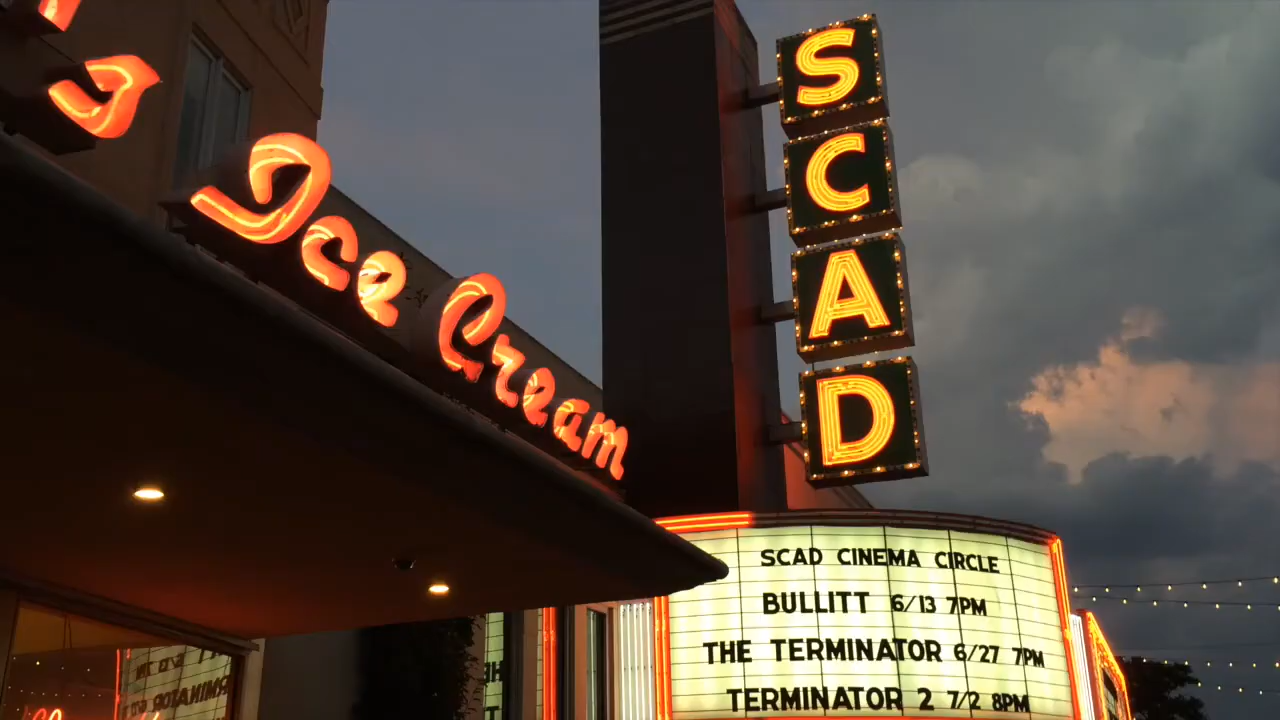 Ice Cream
SCAD
SCAD CINEMA CIRCLE
BULLITT 6/13 7PM
THE TERMINATOR 6/27 7PM
TERMINATOR 2 7/2 8PM